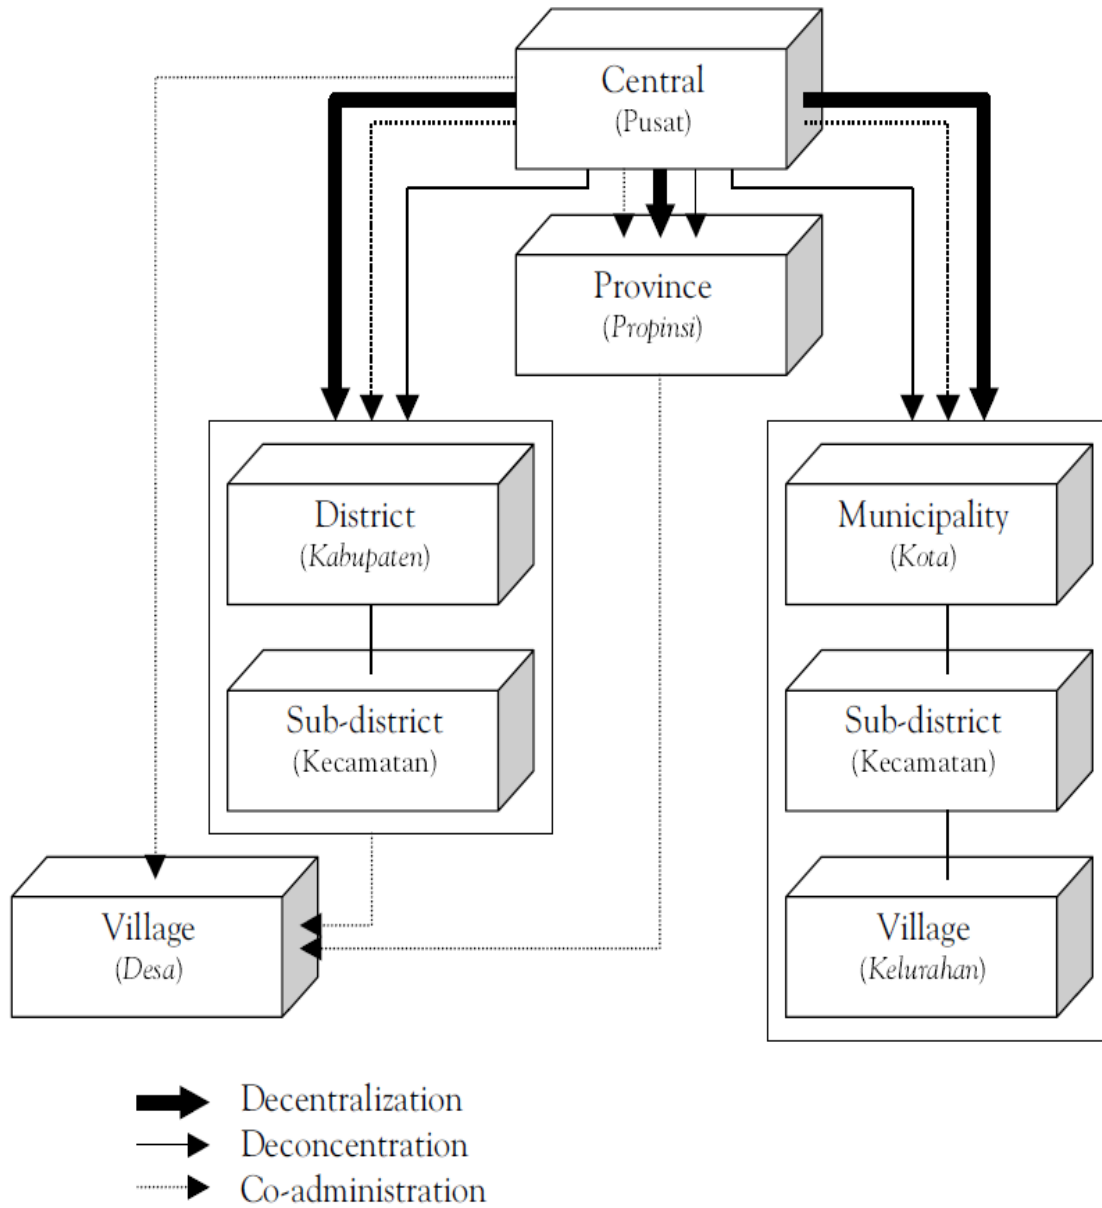 Central
(Pusat)
Province
(Propinsi)
District
(Kabupaten)
Sub-district
(Kecamatan)
Municipality
(Kota)
Sub-district
(Kecamatan)
Village
(Desa)
Village
(Kelurahan)
Decentralization
Deconcentration
Co-administration